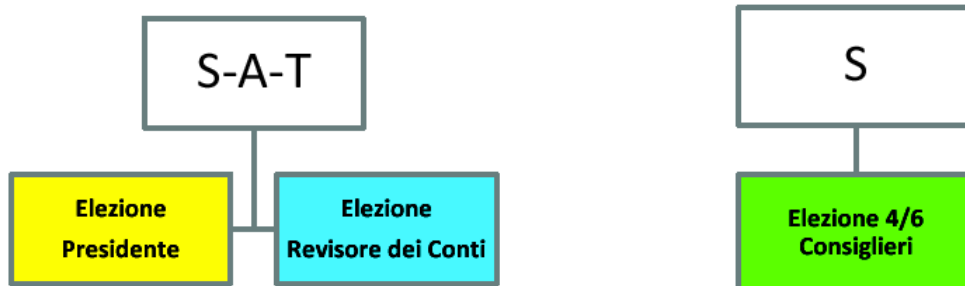 S-A-T
S
Elezione
Presidente
Elezione
Revisore dei Conti
Elezione 4/6
Consiglieri